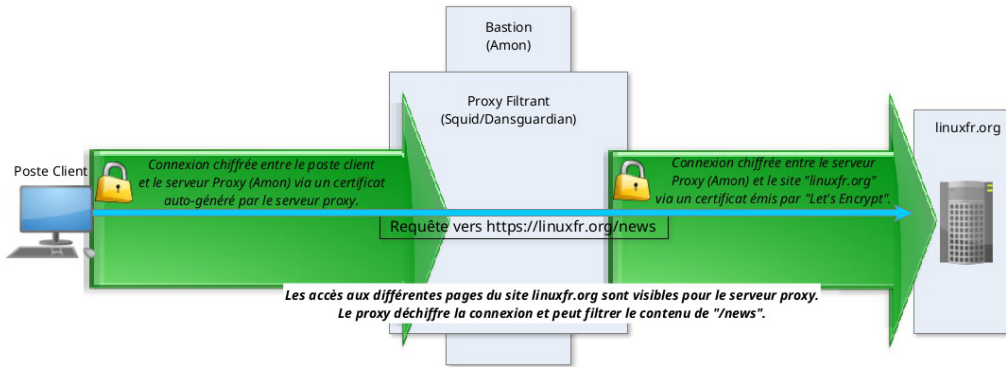 Bastion
(Amon)
Proxy Filtrant
(Squid/Dansguardian)
linuxfr.org
Poste Client
Connexion chiffrée entre le poste client
et le serveur Proxy (Amon) via un certificat
auto-généré par le serveur proxy.
Connexion chiffrée entre le serveur
Proxy (Amon) et le site "linuxfr.org"
via un certificat émis par "Let's Encrypt".
Requête vers https://linuxfr.org/news
Les accès aux différentes pages du site linuxfr.org sont visibles pour le serveur proxy.
Le proxy déchiffre la connexion et peut filtrer le contenu de "/news".